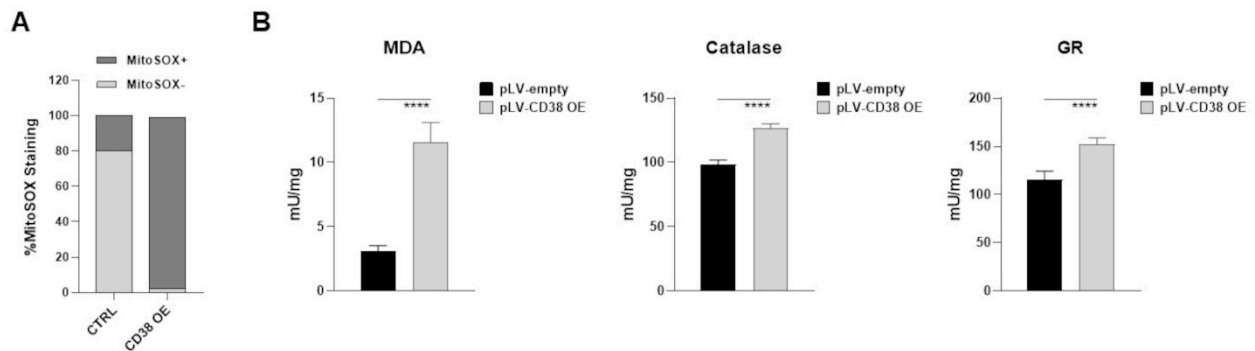 A
MitoSOX+
MitoSOX-
%MitoSOX Staining
120
100
80
60
40
20
0
CTRL
CD38 OE
B
MDA
pLV-empty
pLV-CD38 OE
****
mU/mg
15
10
5
0
Catalase
pLV-empty
pLV-CD38 OE
****
mU/mg
150
100
50
0
GR
pLV-empty
pLV-CD38 OE
****
mU/mg
200
150
100
50
0